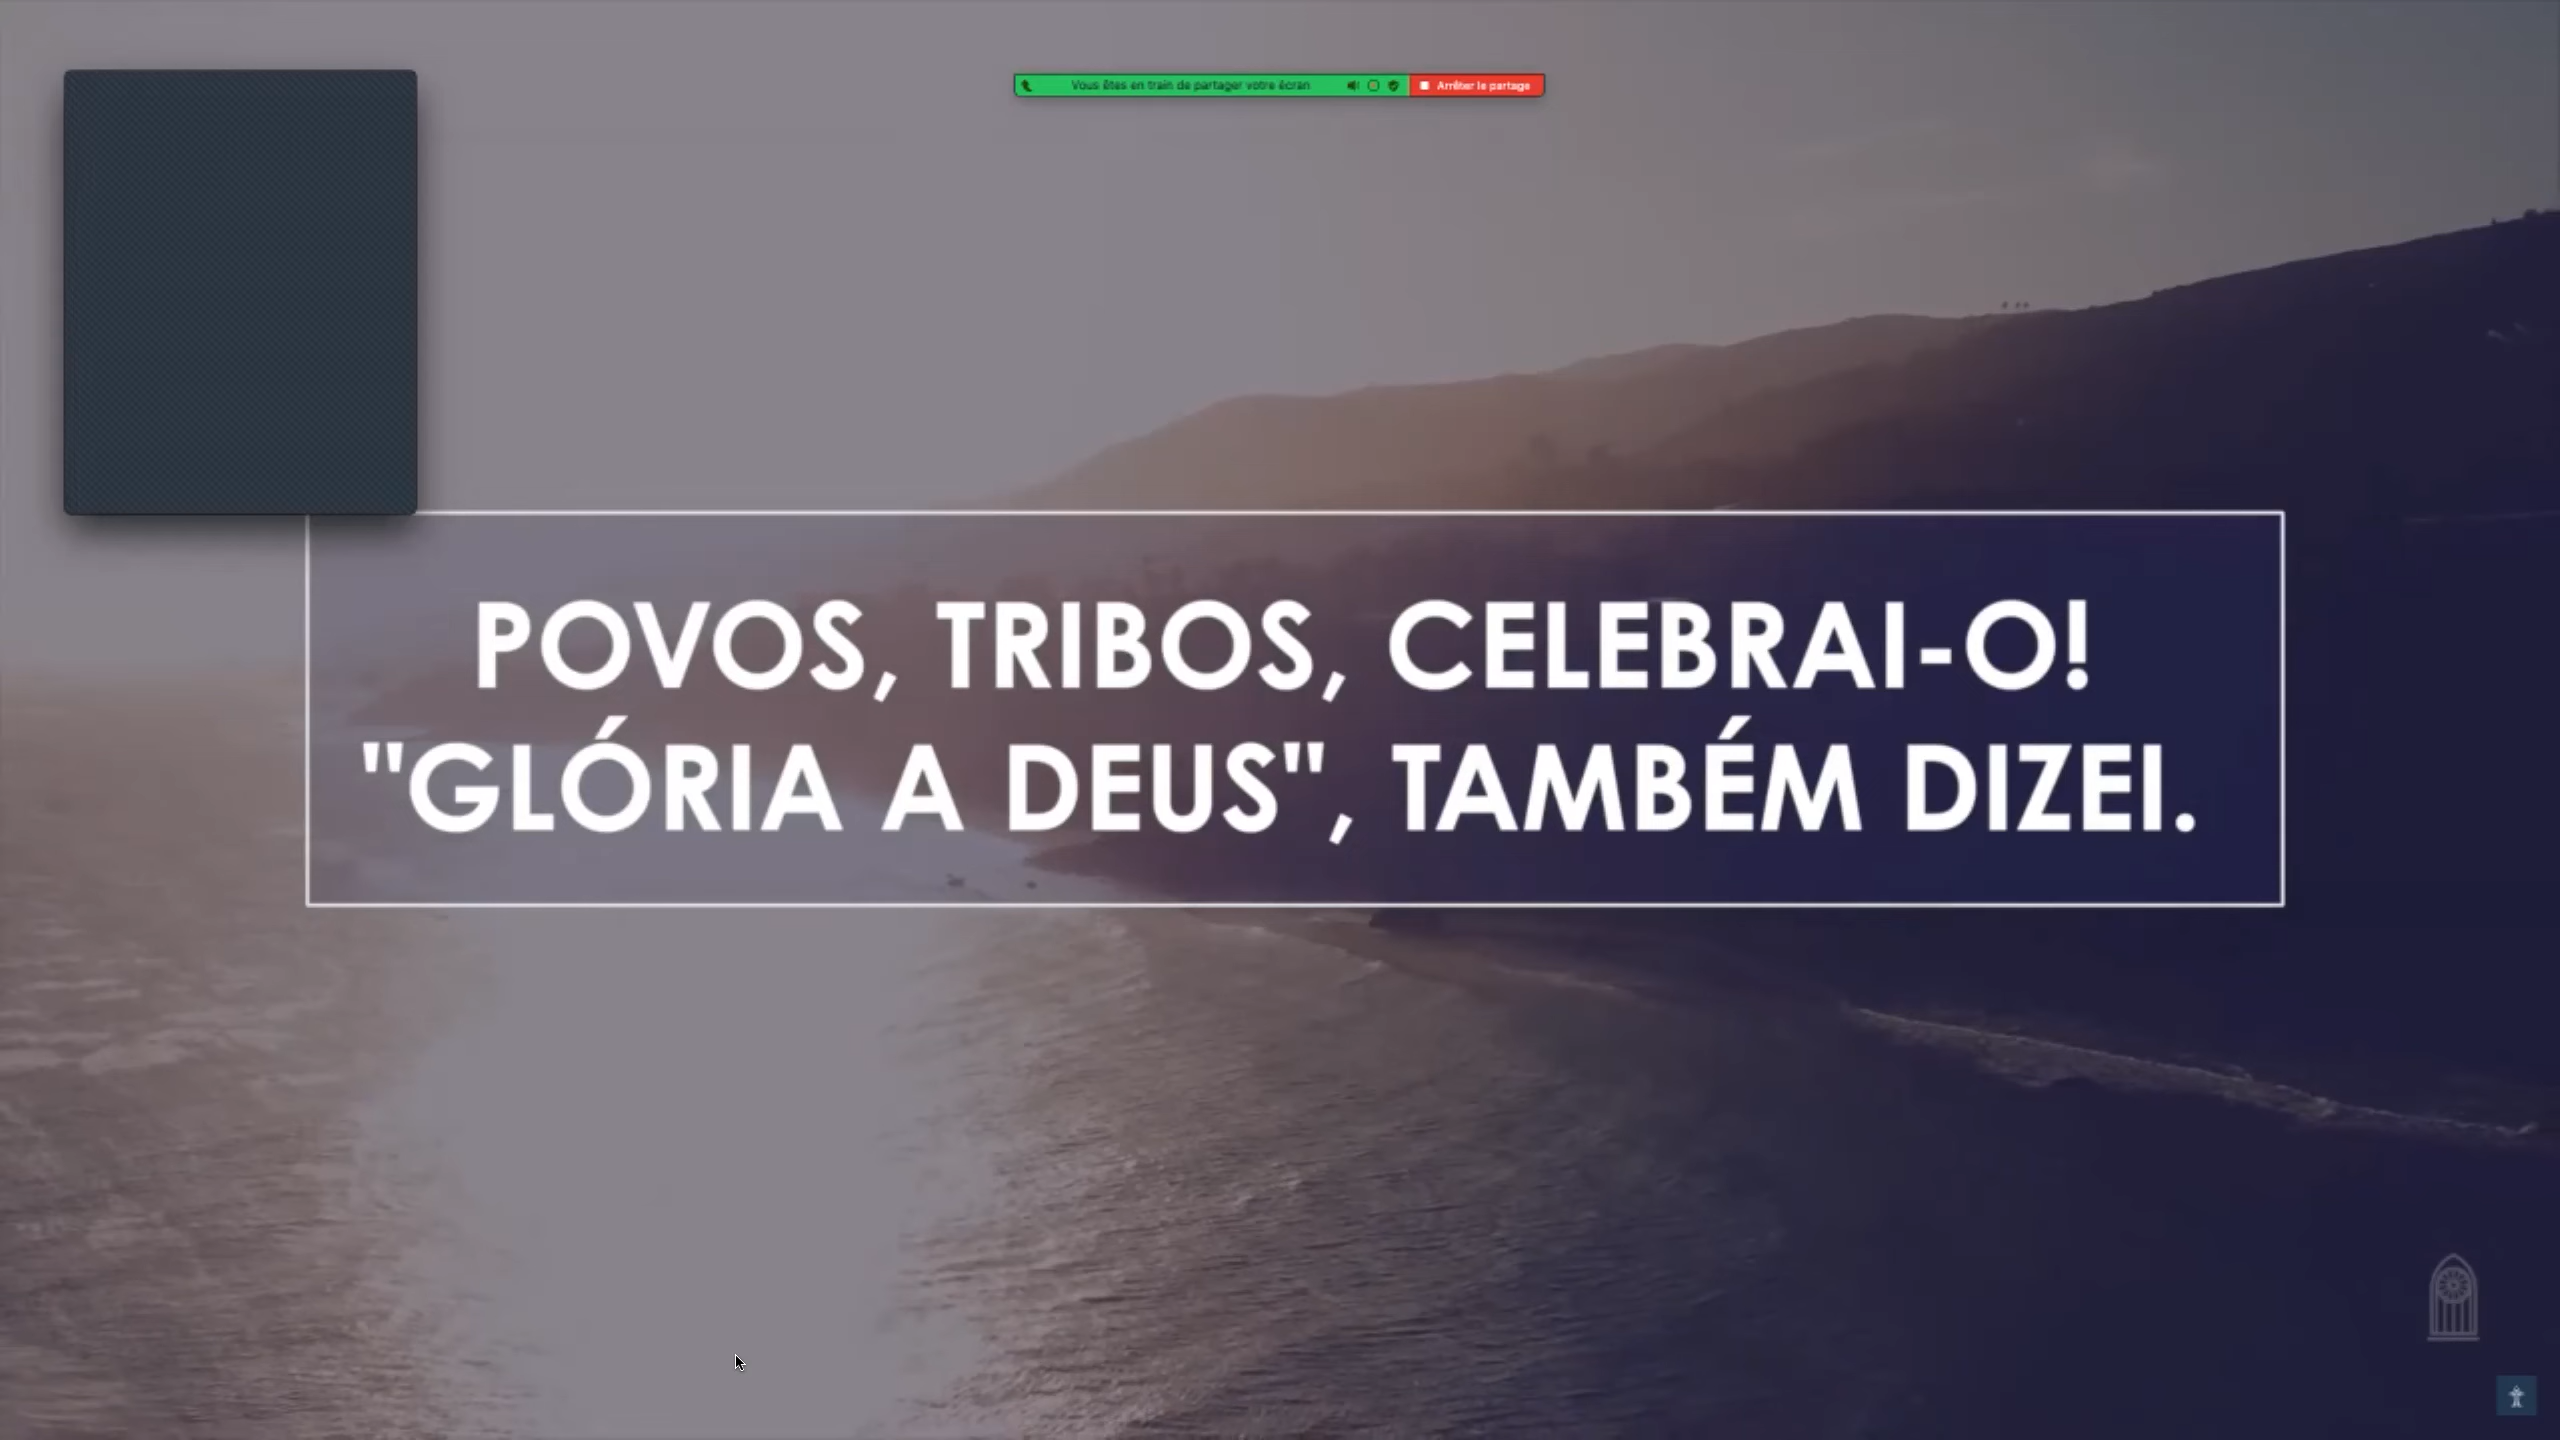 Vous êtes en train de partager votre écran
Arrêter le partage
POVOS, TRIBOS, CELEBRAI-O!
"GLÓRIA A DEUS", TAMBÉM DIZEI.